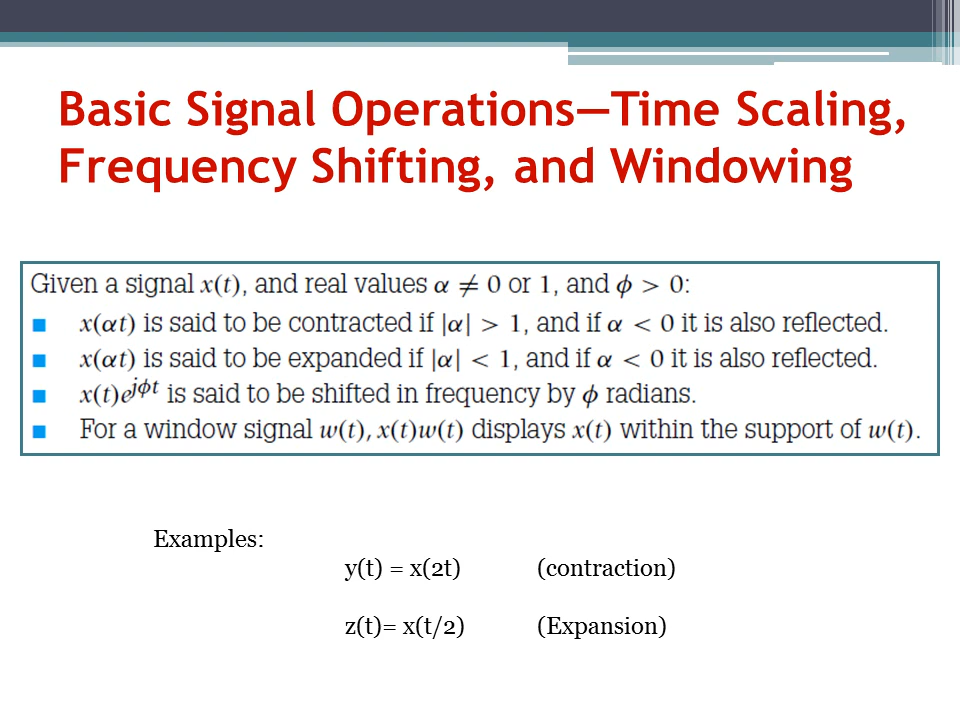 Basic Signal Operations—Time Scaling,
Frequency Shifting, and Windowing
Given a signal x(t), and real values α ≠ 0 or 1, and ϕ > 0:
■ x(αt) is said to be contracted if |α| > 1, and if α < 0 it is also reflected.
■ x(αt) is said to be expanded if |α| < 1, and if α < 0 it is also reflected.
■ x(t)e^{jϕt} is said to be shifted in frequency by ϕ radians.
■ For a window signal w(t), x(t)w(t) displays x(t) within the support of w(t).
Examples:
y(t) = x(2t) (contraction)
z(t)= x(t/2) (Expansion)